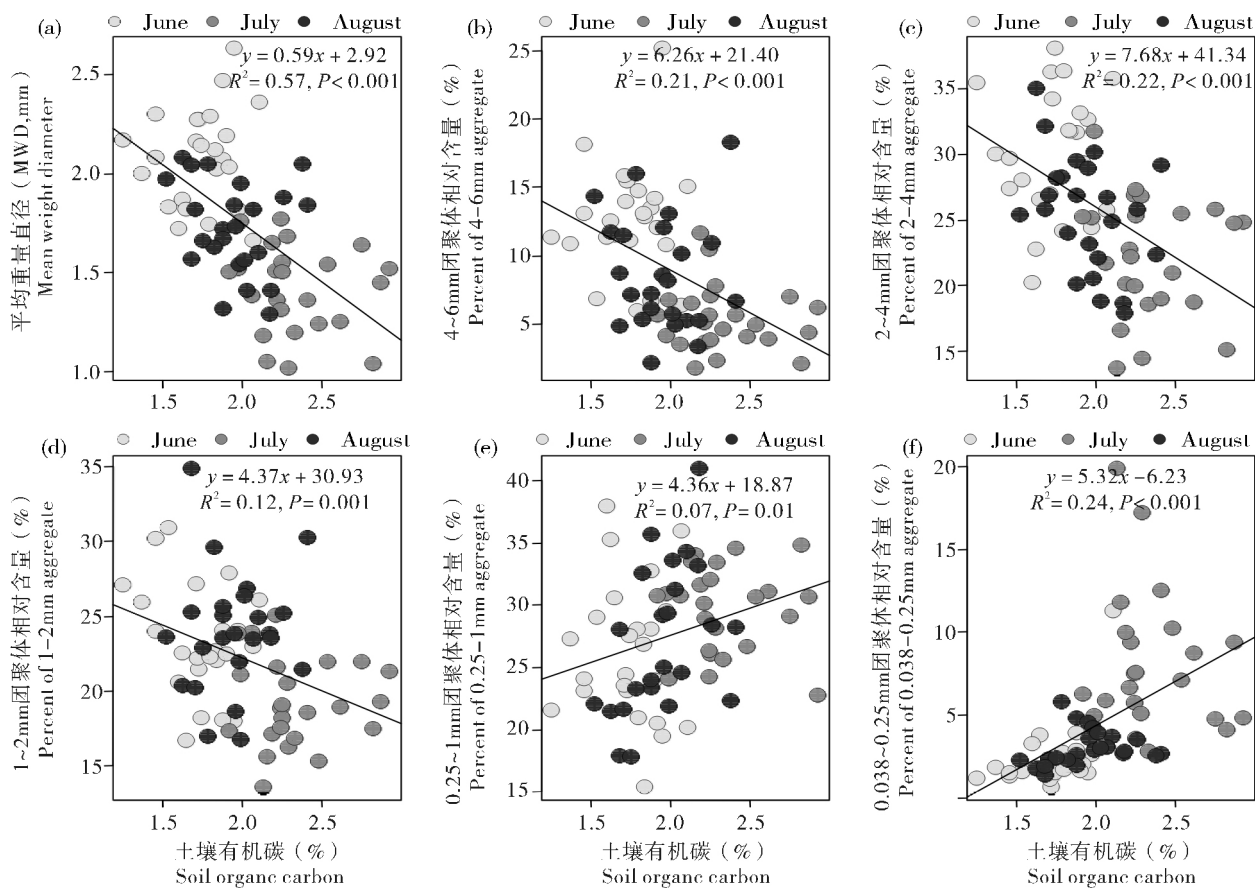 (a) June July August
y = 0.59x + 2.92
R² = 0.57, P< 0.001
平均重量直径（MWD,mm）
Mean weight diameter
2.5
2.0
1.5
1.0
1.5 2.0 2.5
(b) June July August
y = 6.26x + 21.40
R² = 0.21, P< 0.001
4~6mm团聚体相对含量（%）
Percent of 4-6mm aggregate
25
20
15
10
5
1.5 2.0 2.5
(c) June July August
y = 7.68x + 41.34
R² = 0.22, P< 0.001
2~4mm团聚体相对含量（%）
Percent of 2-4mm aggregate
35
30
25
20
15
1.5 2.0 2.5
(d) June July August
y = 4.37x + 30.93
R² = 0.12, P= 0.001
1~2mm团聚体相对含量（%）
Percent of 1-2mm aggregate
35
30
25
20
15
1.5 2.0 2.5
土壤有机碳（%）
Soil organc carbon
(e) June July August
y = 4.36x + 18.87
R² = 0.07, P= 0.01
0.25~1mm团聚体相对含量（%）
Percent of 0.25-1mm aggregate
40
35
30
25
20
15
1.5 2.0 2.5
土壤有机碳（%）
Soil organc carbon
(f) June July August
y = 5.32x −6.23
R² = 0.24, P< 0.001
0.038~0.25mm团聚体相对含量（%）
Percent of 0.038-0.25mm aggregate
20
15
10
5
1.5 2.0 2.5
土壤有机碳（%）
Soil organc carbon